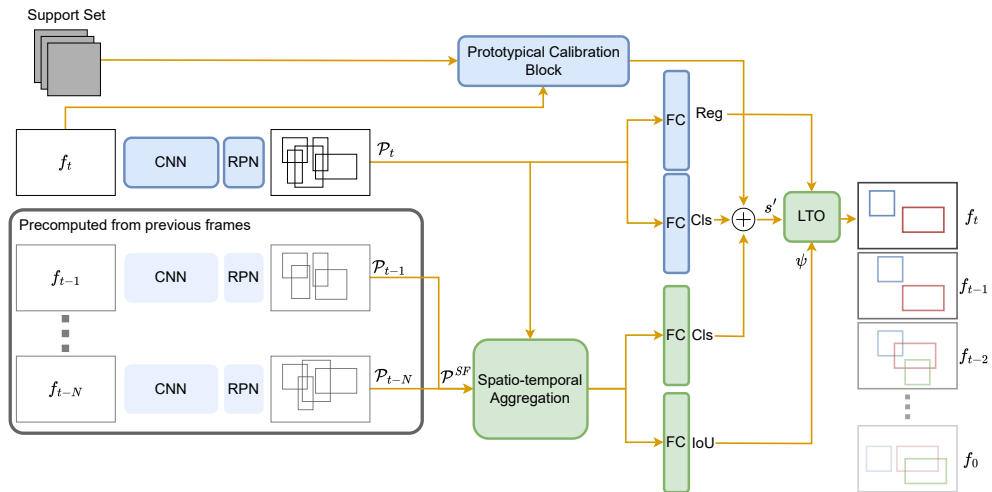 Support Set
Prototypical Calibration
Block
f_t
CNN
RPN
𝒫_t
FC
Reg
FC
Cls
+
s′
LTO
ψ
f_t
Precomputed from previous frames
f_{t−1}
CNN
RPN
𝒫_{t−1}
f_{t−1}
f_{t−N}
CNN
RPN
𝒫_{t−N}
𝒫^{SF}
Spatio-temporal
Aggregation
FC
Cls
FC
IoU
f_{t−2}
f_0